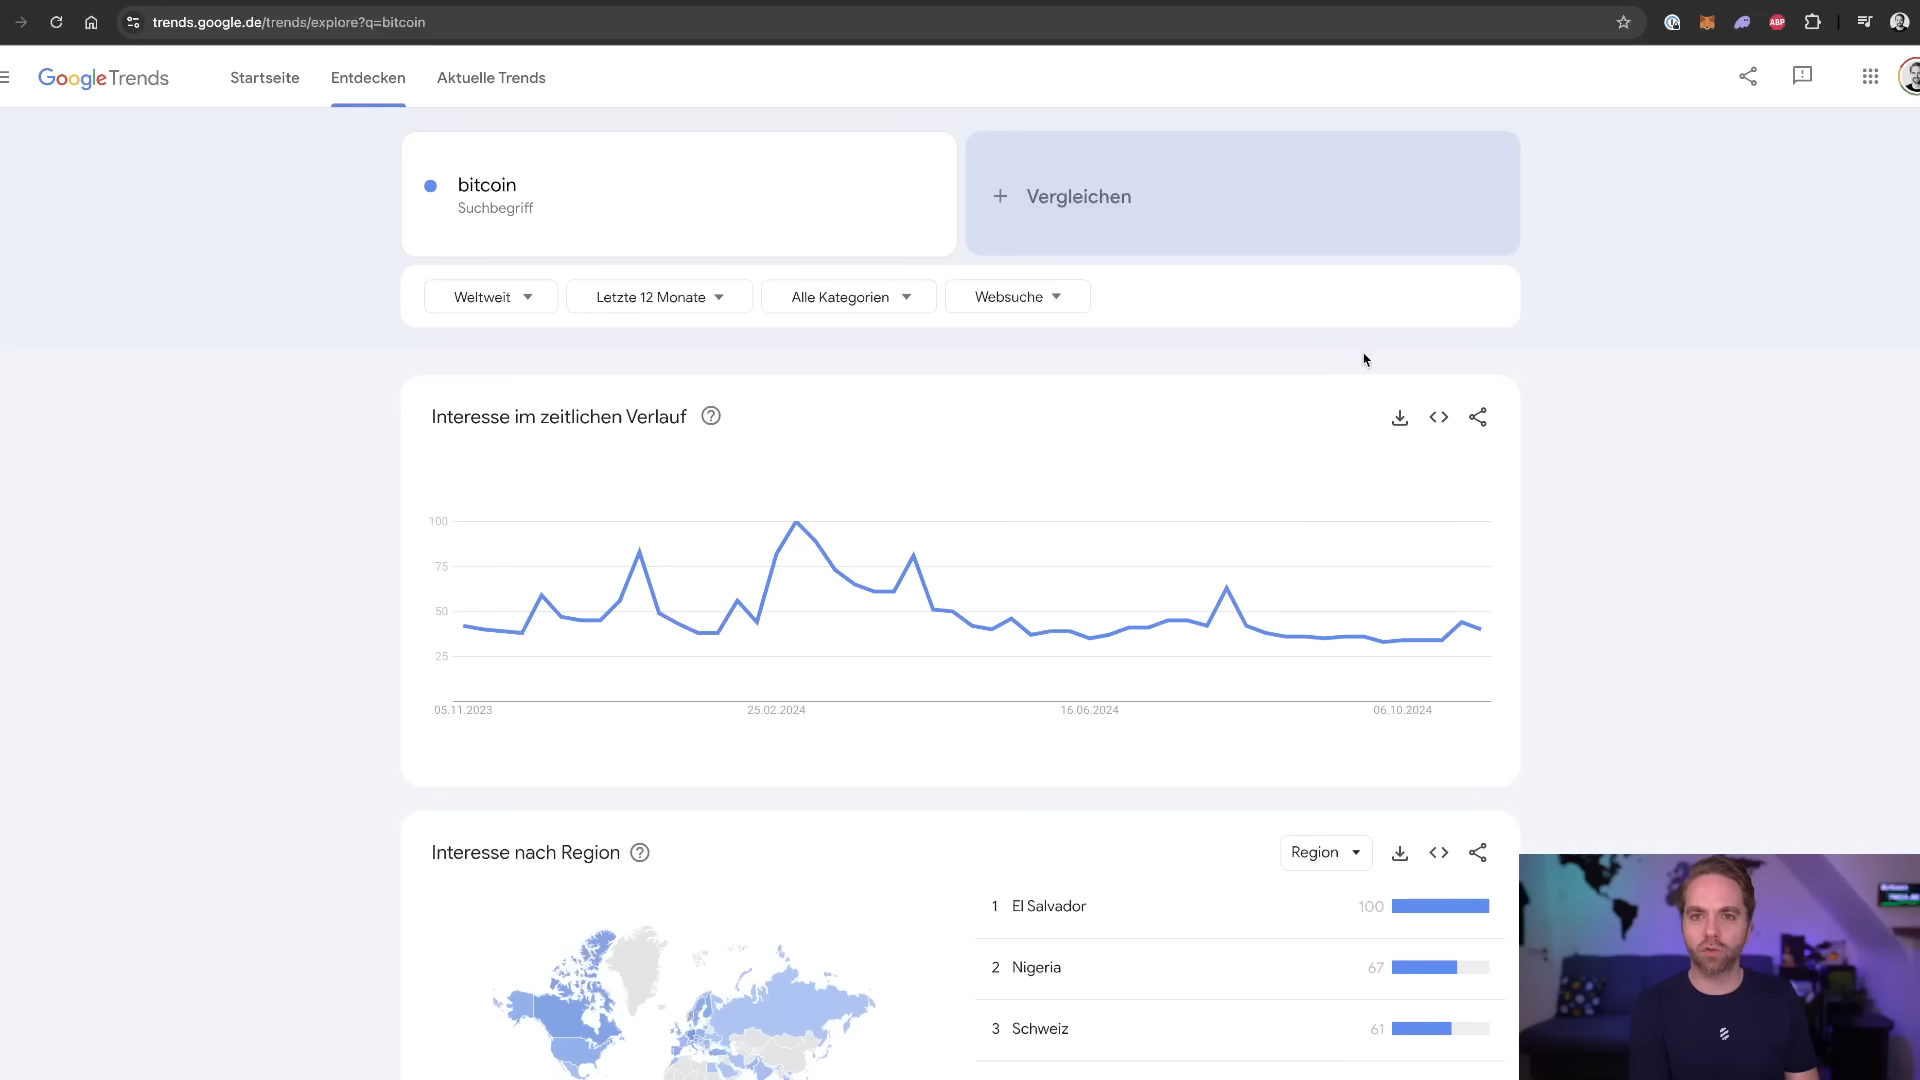 trends.google.de/trends/explore?q=bitcoin
ABP
Google Trends
Startseite
Entdecken
Aktuelle Trends
bitcoin
Suchbegriff
+ Vergleichen
Weltweit
Letzte 12 Monate
Alle Kategorien
Websuche
Interesse im zeitlichen Verlauf
100
75
50
25
05.11.2023
25.02.2024
16.06.2024
06.10.2024
Interesse nach Region
Region
1 El Salvador 100
2 Nigeria 67
3 Schweiz 61